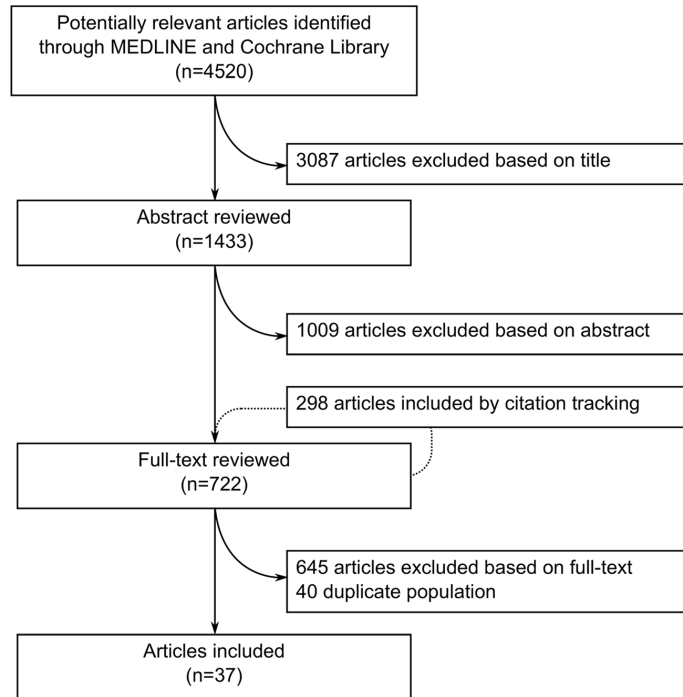 Potentially relevant articles identified
through MEDLINE and Cochrane Library
(n=4520)
3087 articles excluded based on title
Abstract reviewed
(n=1433)
1009 articles excluded based on abstract
298 articles included by citation tracking
Full-text reviewed
(n=722)
645 articles excluded based on full-text
40 duplicate population
Articles included
(n=37)